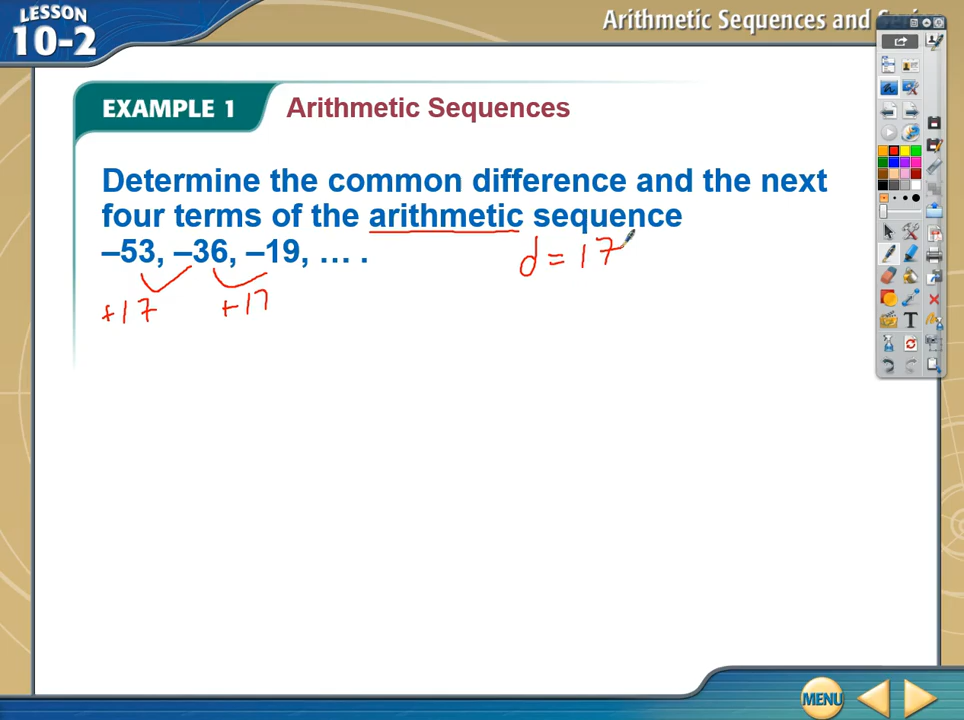 LESSON
10-2
Arithmetic Sequences and
EXAMPLE 1
Arithmetic Sequences
Determine the common difference and the next
four terms of the arithmetic sequence
–53, –36, –19, … .
d = 17
+17
+17
T
MENU